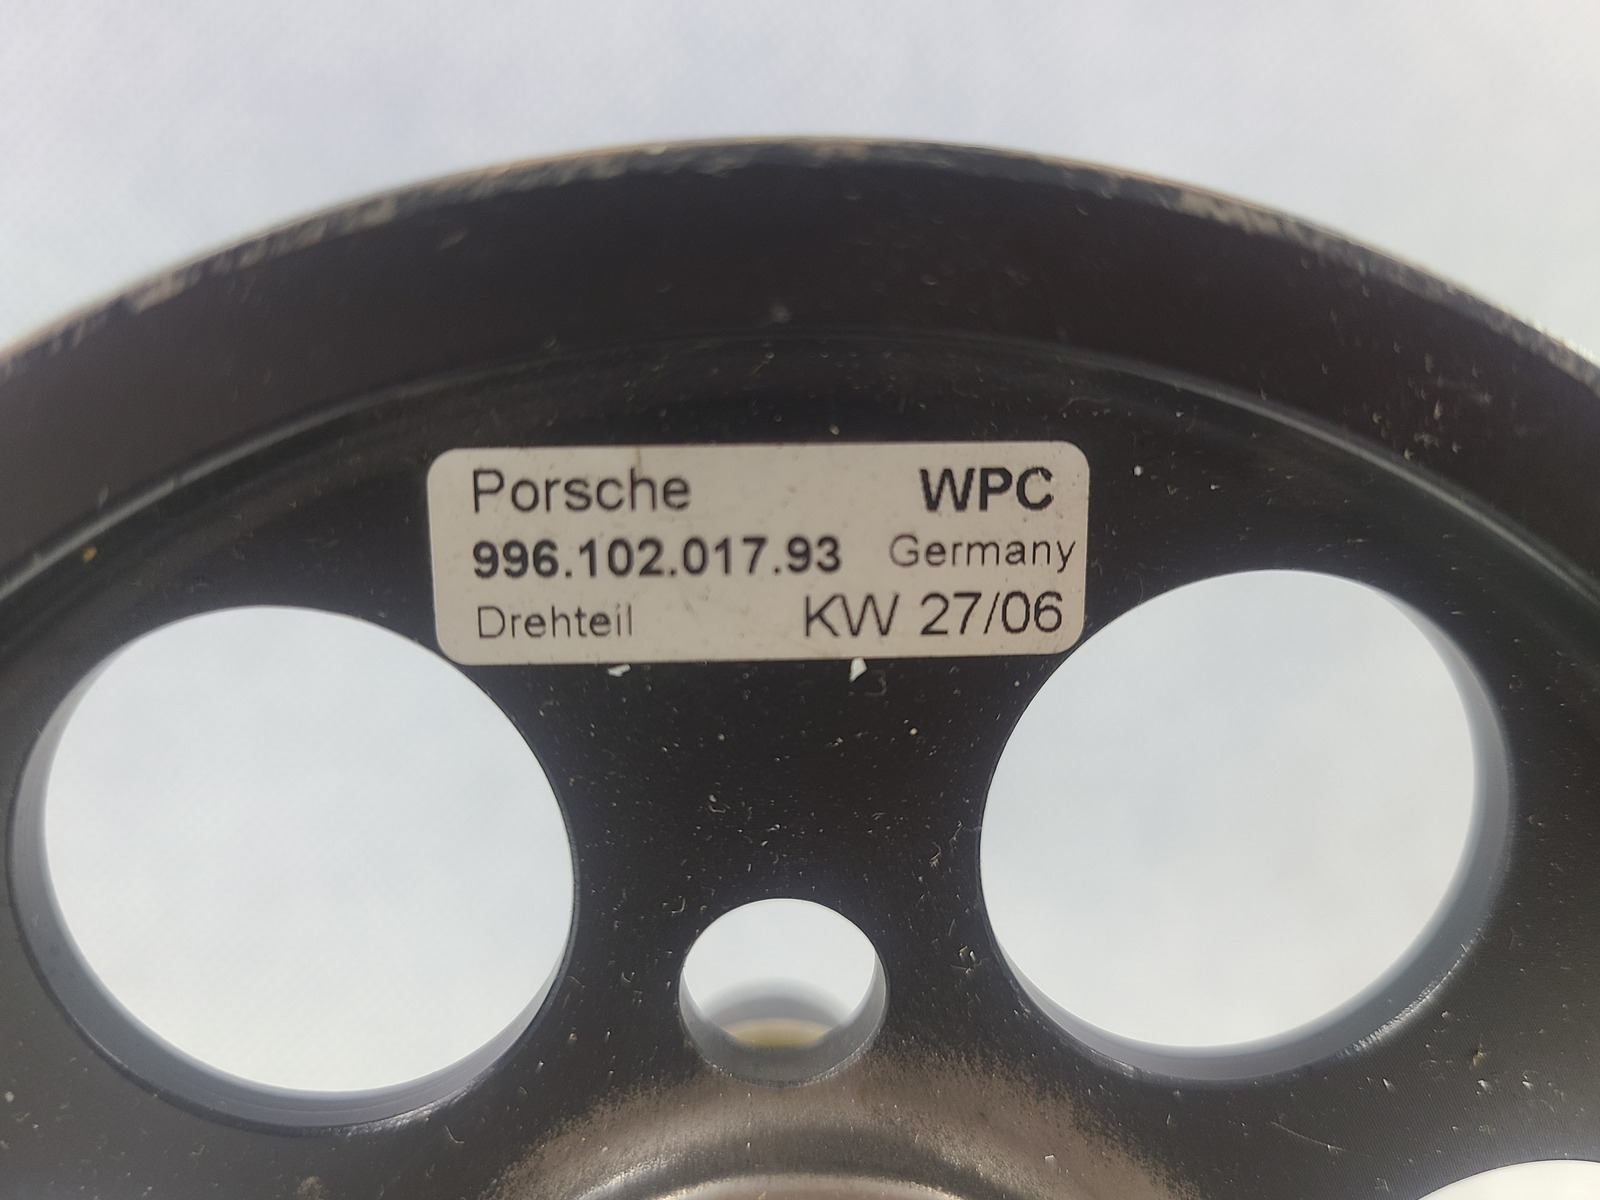 Porsche WPC
996.102.017.93 Germany
Drehteil KW 27/06